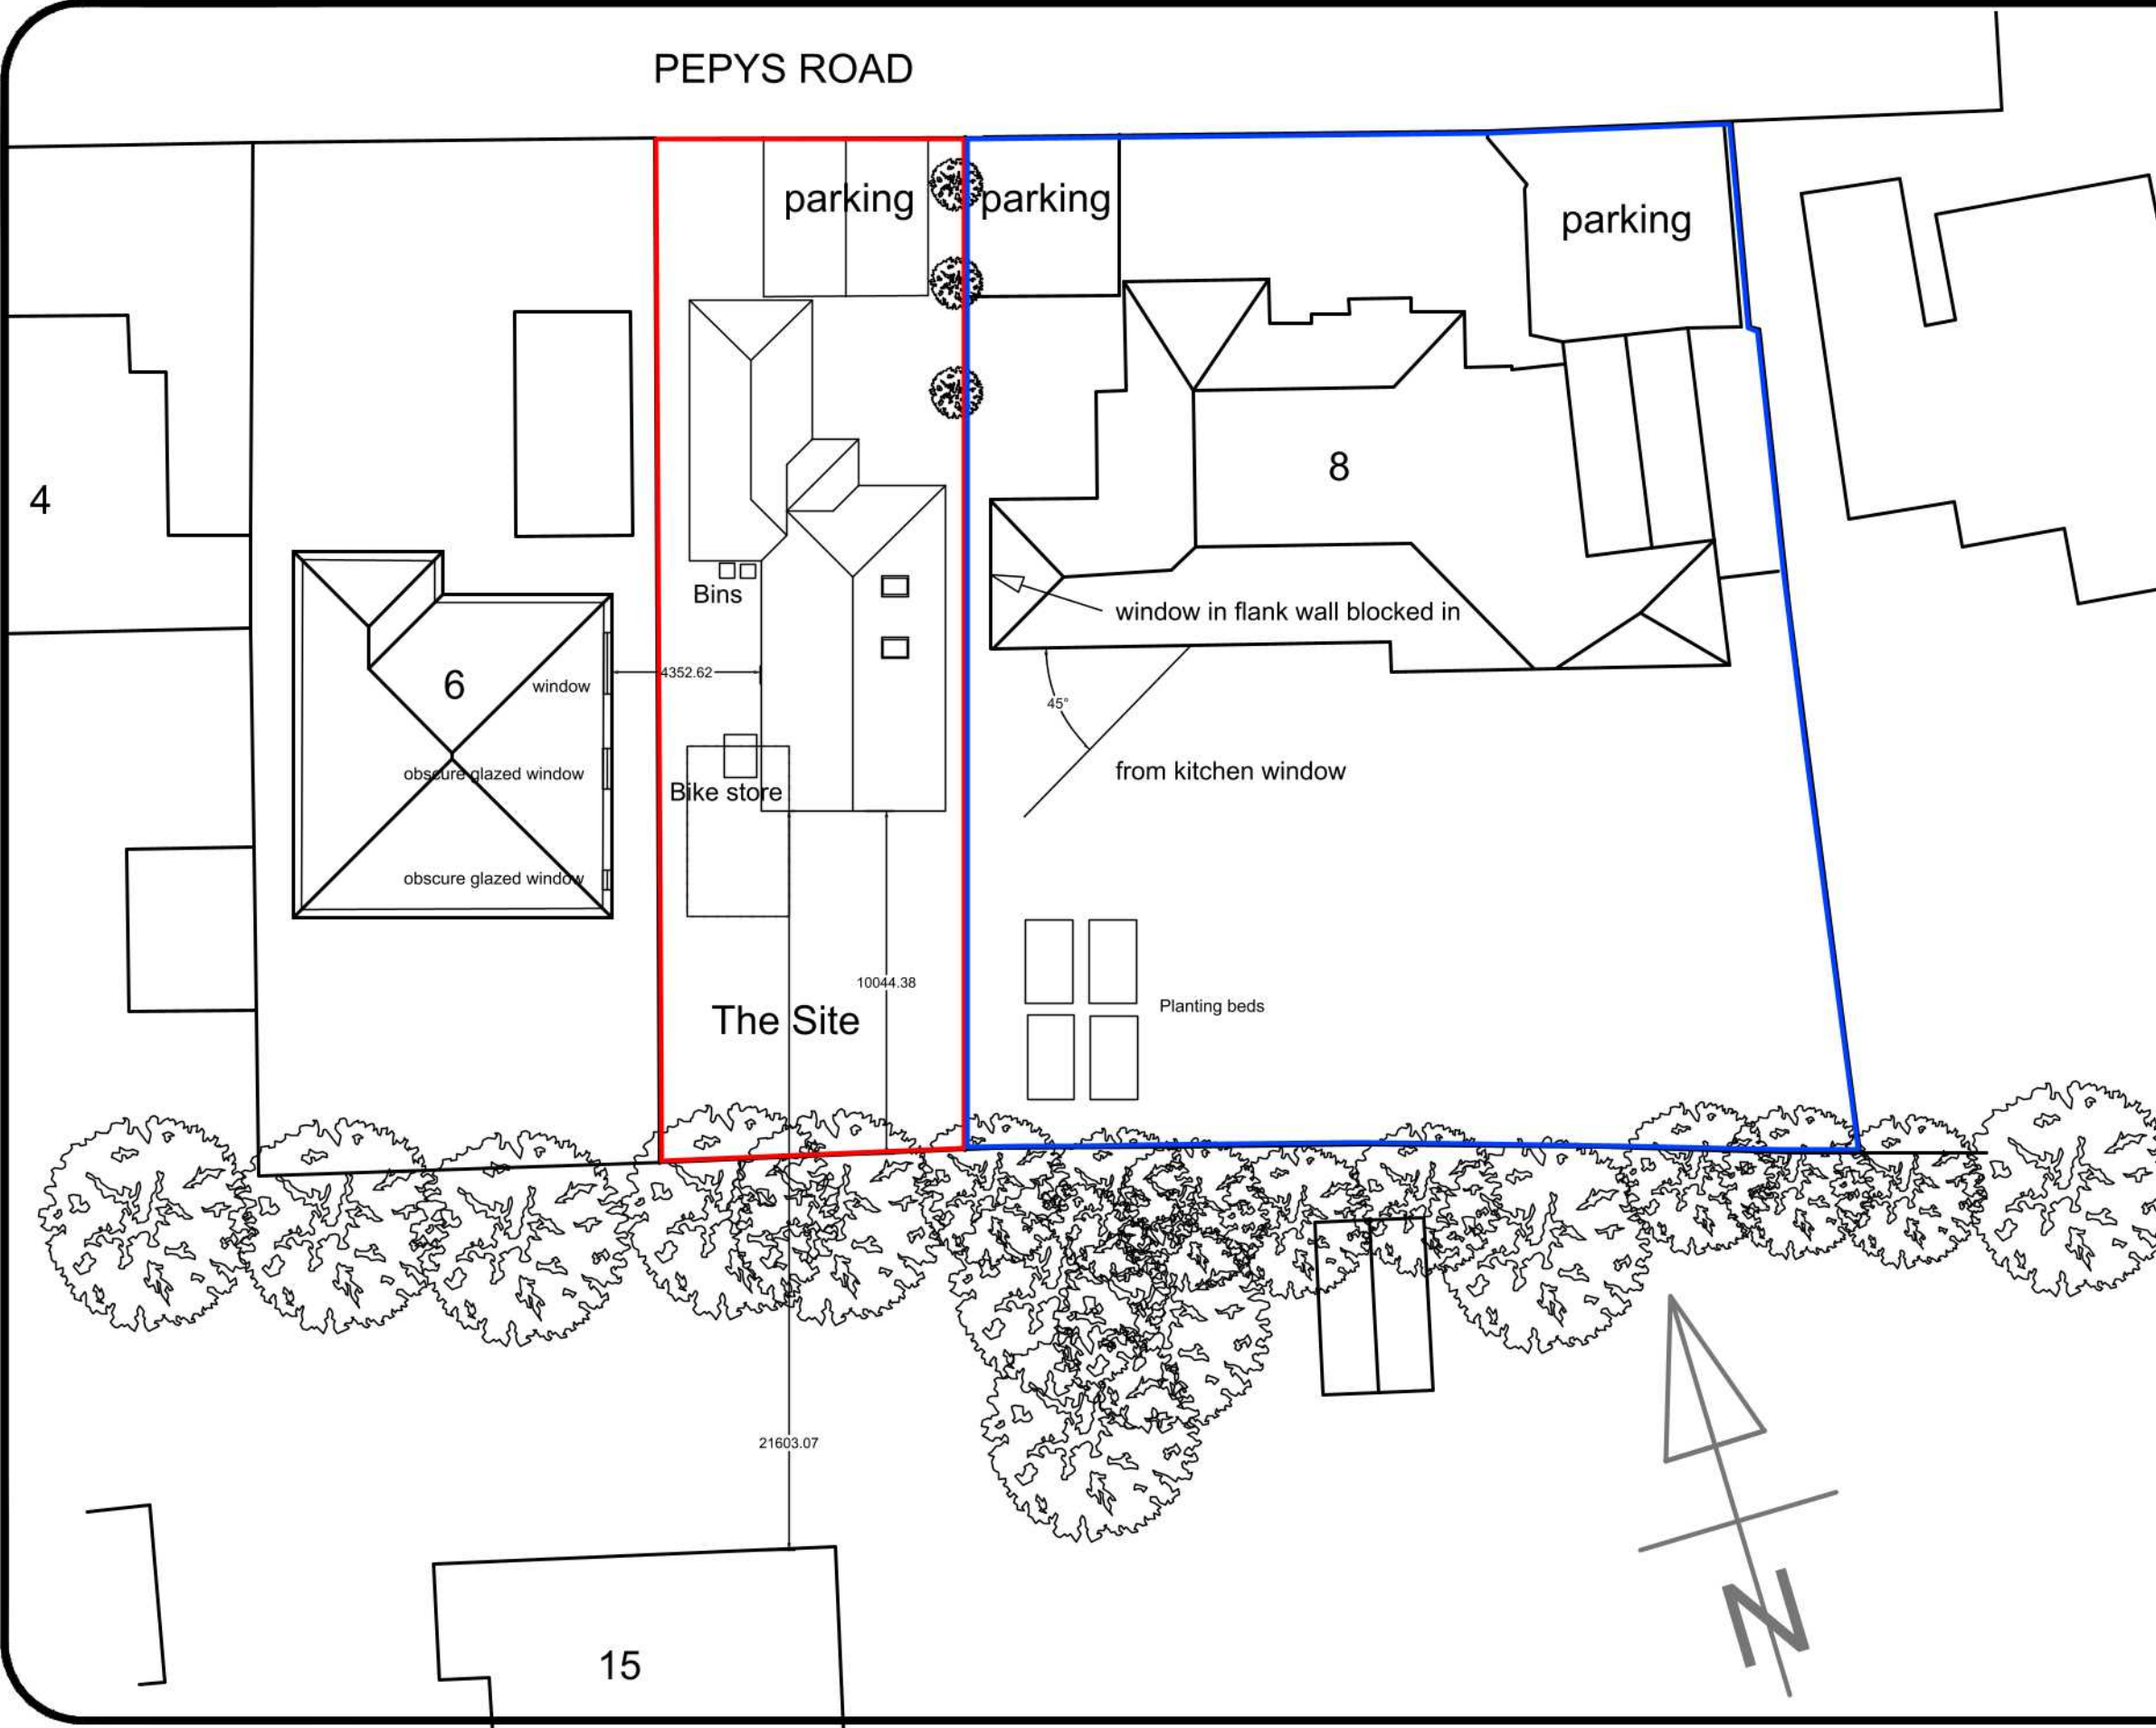 PEPYS ROAD
parking
parking
parking
4
8
Bins
window in flank wall blocked in
4352.62
6
window
45°
obscure glazed window
from kitchen window
Bike store
obscure glazed window
10044.38
Planting beds
The Site
21603.07
N
15